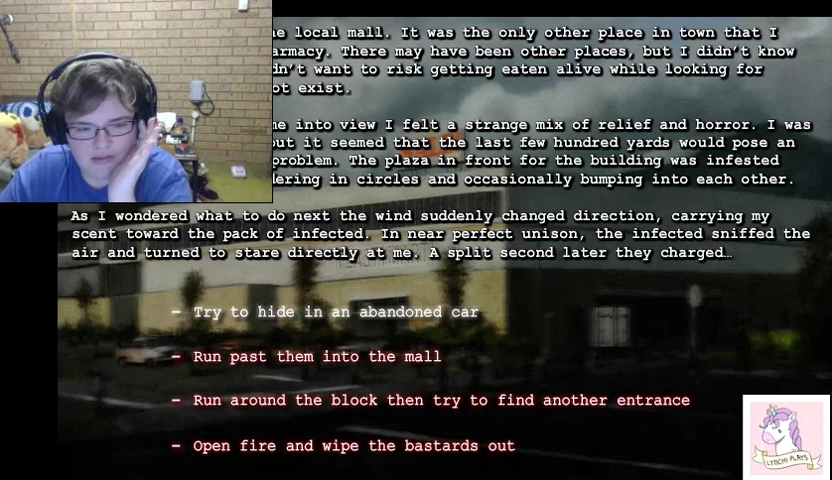 e local mall. It was the only other place in town that I
armacy. There may have been other places, but I didn't know
dn't want to risk getting eaten alive while looking for
ot exist.
me into view I felt a strange mix of relief and horror. I was
out it seemed that the last few hundred yards would pose an
problem. The plaza in front for the building was infested
dering in circles and occasionally bumping into each other.
As I wondered what to do next the wind suddenly changed direction, carrying my
scent toward the pack of infected. In near perfect unison, the infected sniffed the
air and turned to stare directly at me. A split second later they charged…
- Try to hide in an abandoned car
- Run past them into the mall
- Run around the block then try to find another entrance
- Open fire and wipe the bastards out
LYBCHI PLAYS